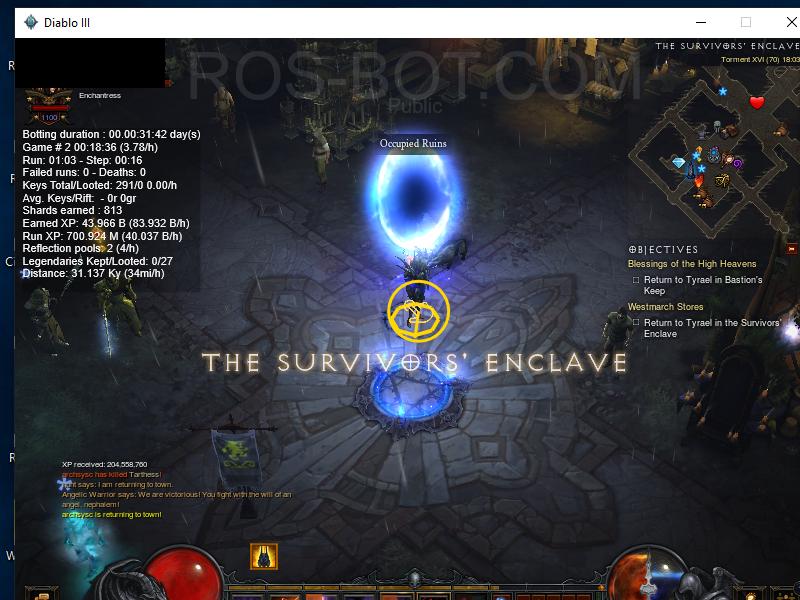 Diablo III
THE SURVIVORS' ENCLAVE
Torment XVI (70) 18:03
ROS-BOT.COM
Public
Enchantress
1100
Botting duration : 00.00:31:42 day(s)
Game # 2 00:18:36 (3.78/h)
Run: 01:03 - Step: 00:16
Failed runs: 0 - Deaths: 0
Keys Total/Looted: 291/0 0.00/h
Avg. Keys/Rift: - 0r 0gr
Shards earned : 813
Earned XP: 43.966 B (83.932 B/h)
Run XP: 700.924 M (40.037 B/h)
Reflection pools: 2 (4/h)
Legendaries Kept/Looted: 0/27
Distance: 31.137 Ky (34mi/h)
Occupied Ruins
OBJECTIVES
Blessings of the High Heavens
Return to Tyrael in Bastion's
Keep
Westmarch Stores
Return to Tyrael in the Survivors'
Enclave
THE SURVIVORS' ENCLAVE
XP received: 204,558,760
archsysc has killed Tarthess!
says: I am returning to town.
Angelic Warrior says: We are victorious! You fight with the will of an
angel, nephalem!
archsysc is returning to town!